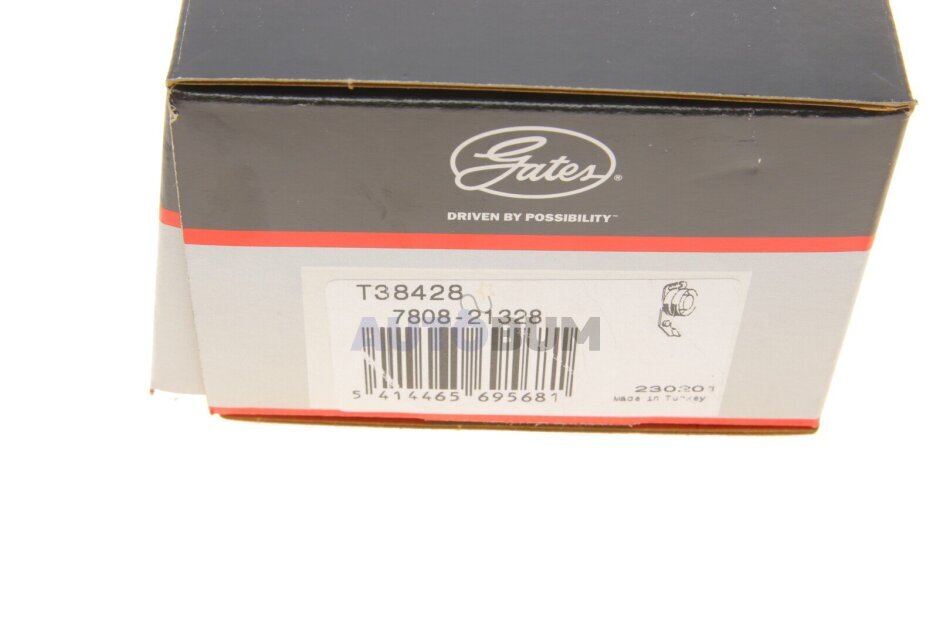 Gates®
DRIVEN BY POSSIBILITY™
T38428
7808-21328
AUTOBUM
5 414465 695681
230201
Made in Turkey